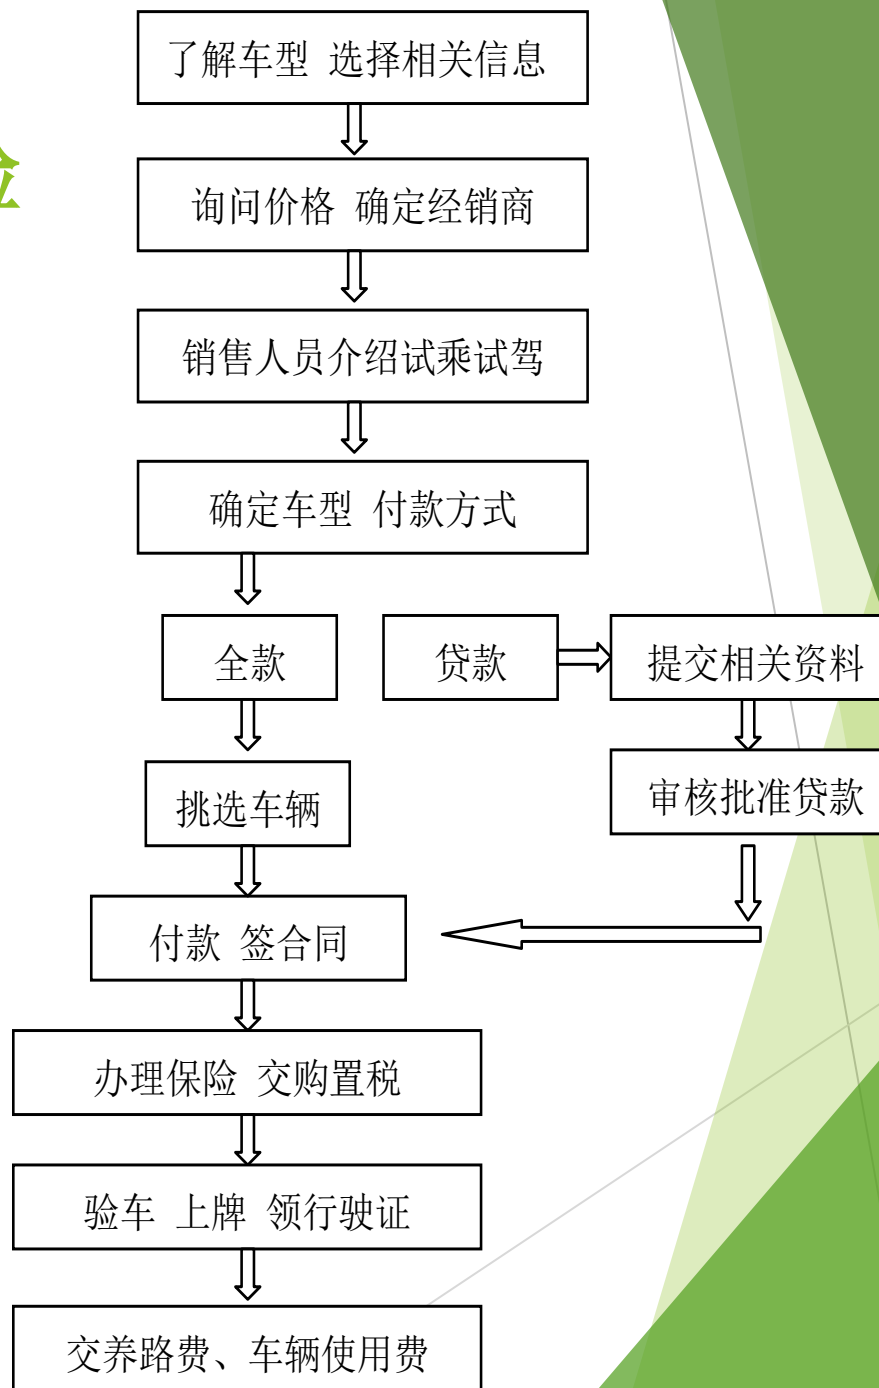 了解车型 选择相关信息
询问价格 确定经销商
销售人员介绍试乘试驾
确定车型 付款方式
全款
贷款
提交相关资料
挑选车辆
审核批准贷款
付款 签合同
办理保险 交购置税
验车 上牌 领行驶证
交养路费、车辆使用费